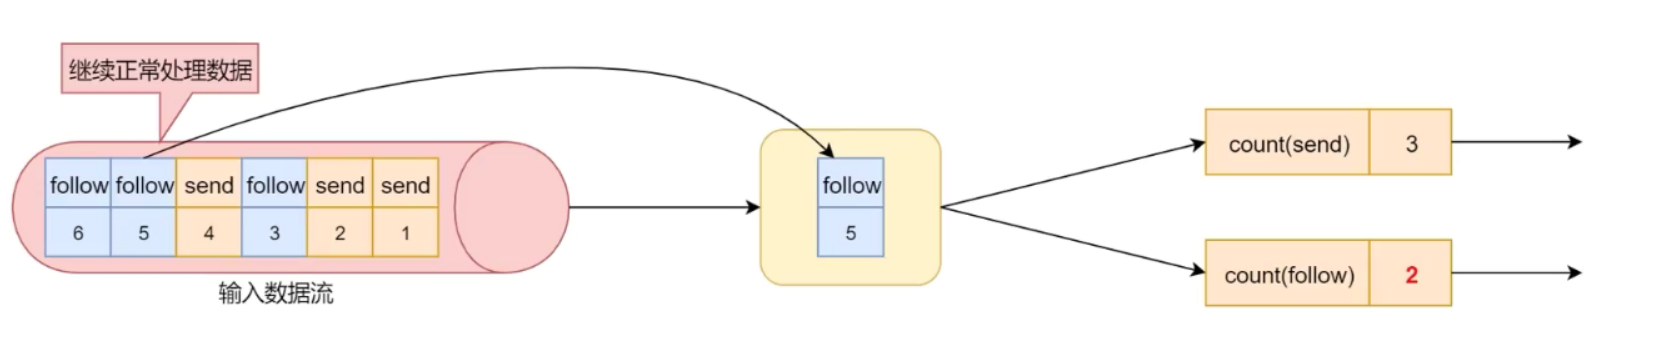 继续正常处理数据
follow follow send follow send send
6 5 4 3 2 1
输入数据流
follow
5
count(send) 3
count(follow) 2